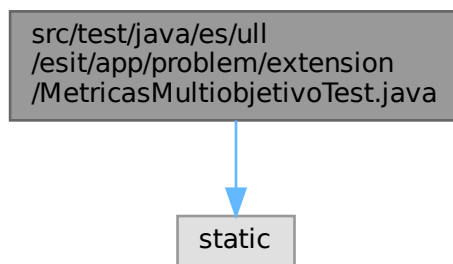 src/test/java/es/ull
/esit/app/problem/extension
/MetricasMultiobjetivoTest.java
static